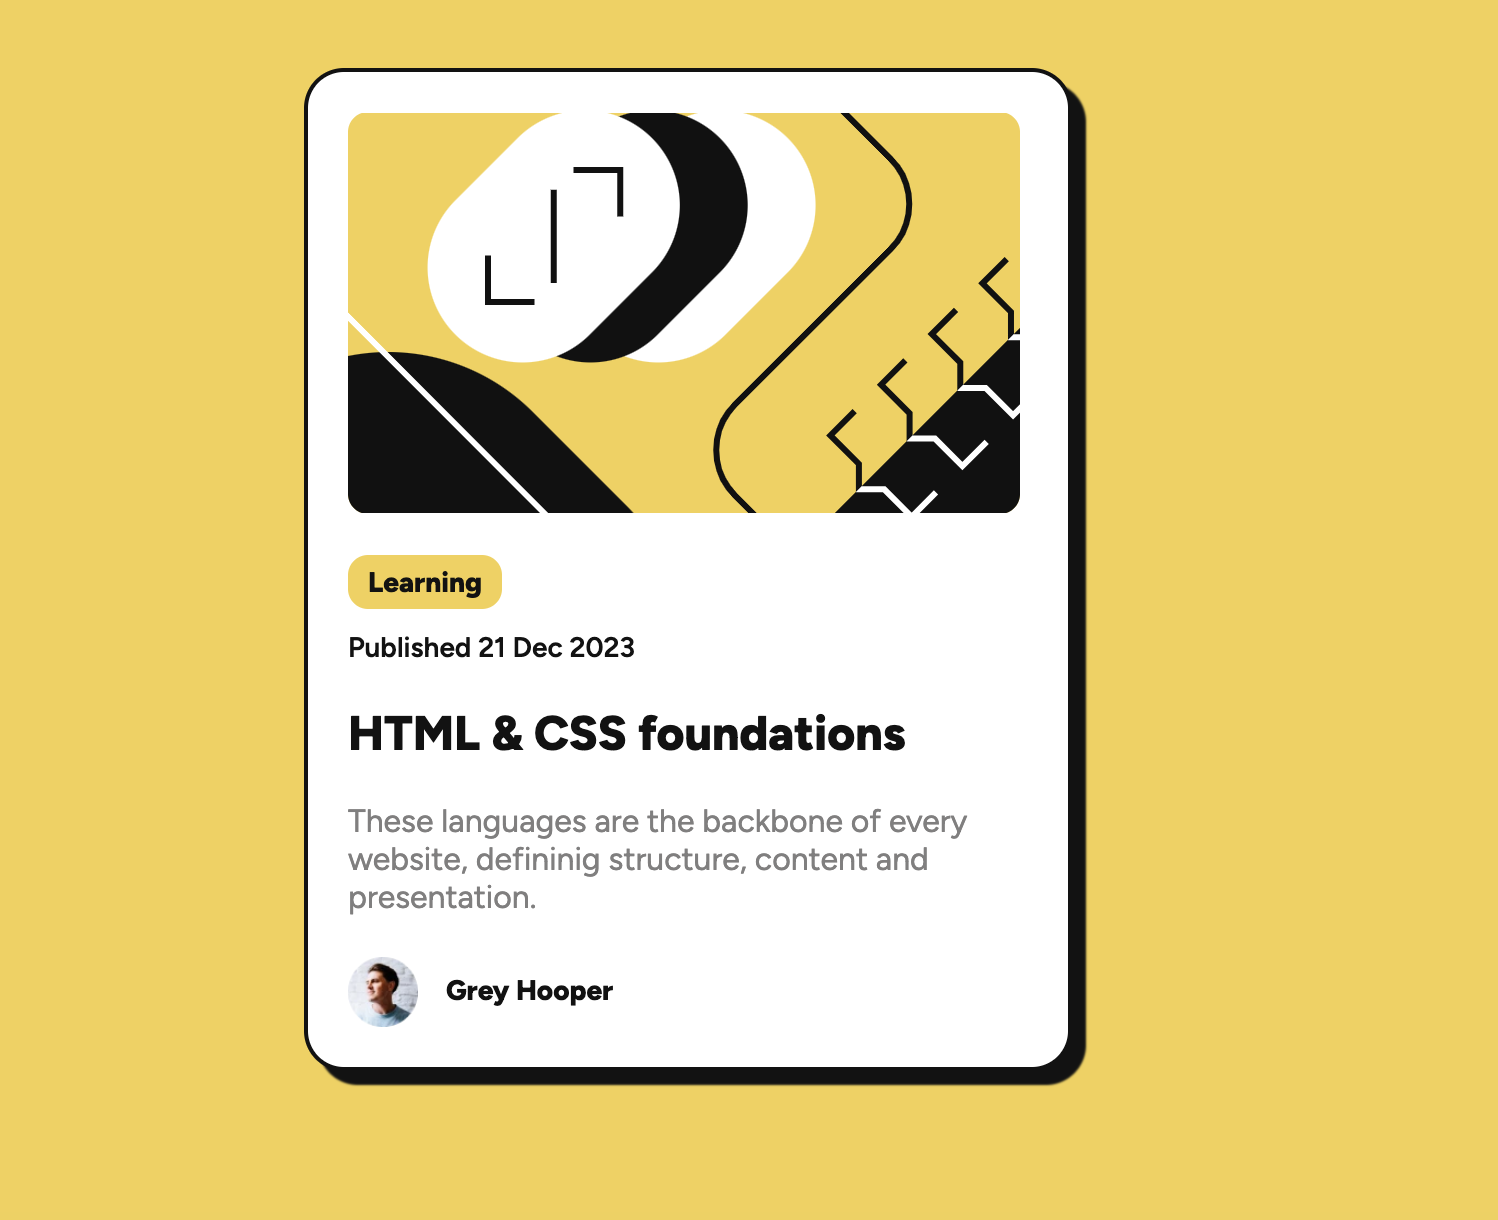 Learning
Published 21 Dec 2023
HTML & CSS foundations
These languages are the backbone of every
website, defininig structure, content and
presentation.
Grey Hooper